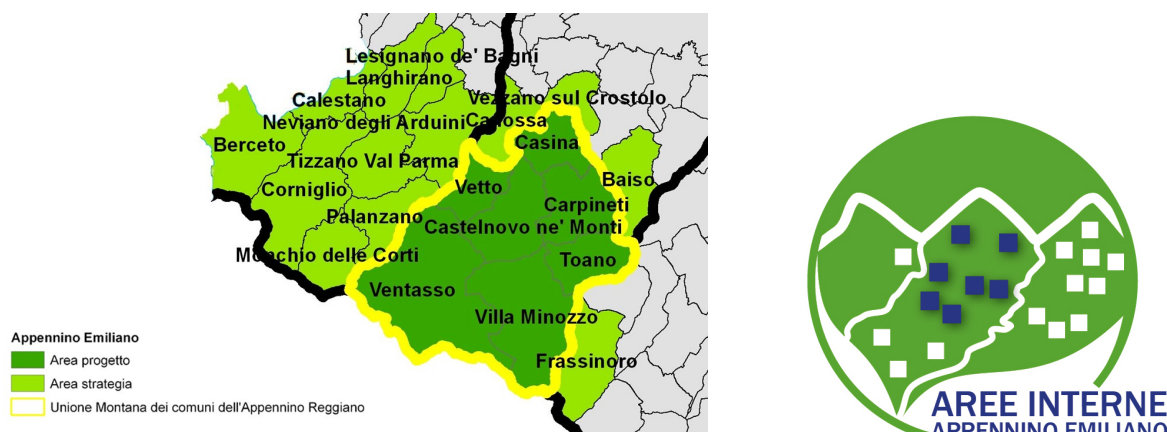 Lesignano de' Bagni
Langhirano
Calestano
Vezzano sul Crostolo
Neviano degli Arduini
Canossa
Berceto
Casina
Tizzano Val Parma
Corniglio
Vetto
Baiso
Palanzano
Carpineti
Castelnovo ne' Monti
Monchio delle Corti
Toano
Ventasso
Villa Minozzo
Frassinoro
Appennino Emiliano
Area progetto
Area strategia
Unione Montana dei comuni dell'Appennino Reggiano
AREE INTERNE
APPENNINO EMILIANO